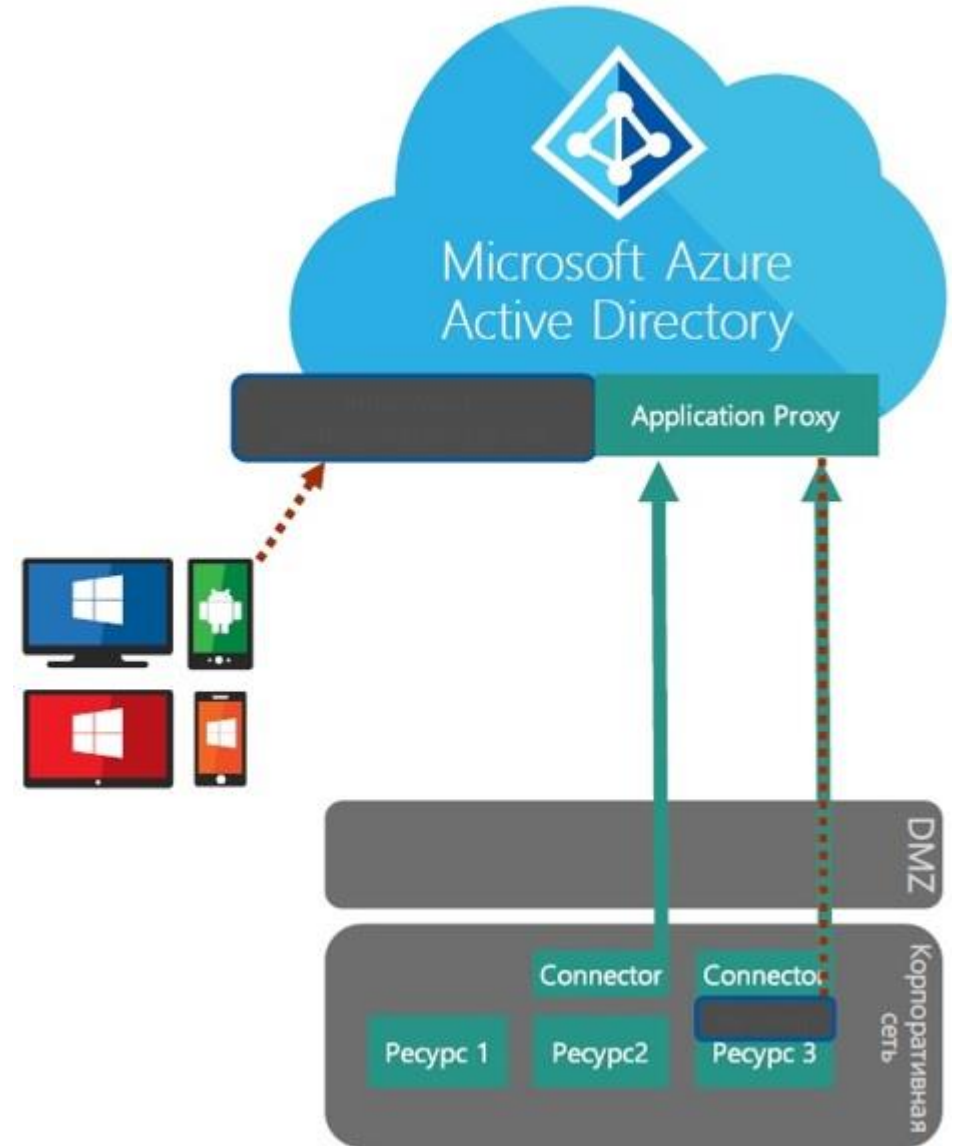 Microsoft Azure
Active Directory
Application Proxy
DMZ
Connector
Connector
Корпоративная
сеть
Ресурс 1
Ресурс2
Ресурс 3